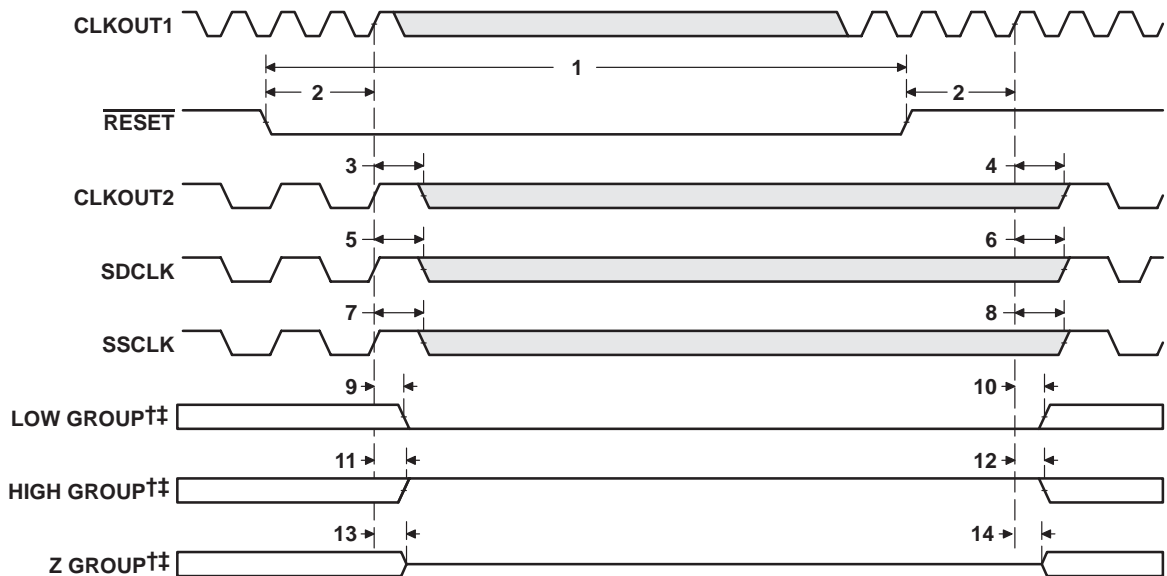 CLKOUT1
1
2 2
RESET
3 4
CLKOUT2
5 6
SDCLK
7 8
SSCLK
9 10
LOW GROUP†‡
11 12
HIGH GROUP†‡
13 14
Z GROUP†‡